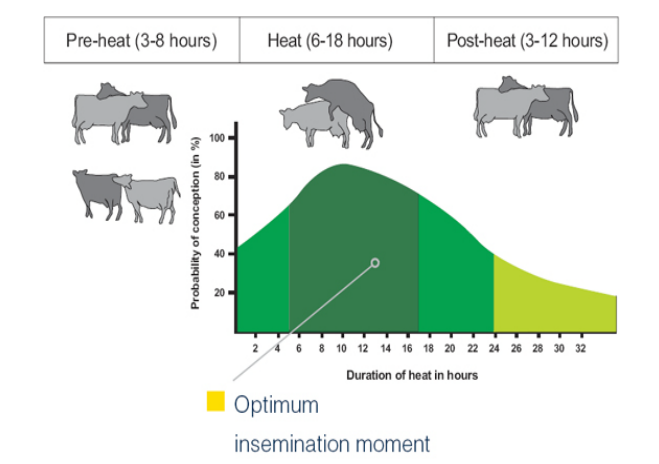 Pre-heat (3-8 hours)
Heat (6-18 hours)
Post-heat (3-12 hours)
Probability of conception (in %)
100
80
60
40
20
2 4 6 8 10 12 14 16 18 20 22 24 26 28 30 32
Duration of heat in hours
Optimum
insemination moment